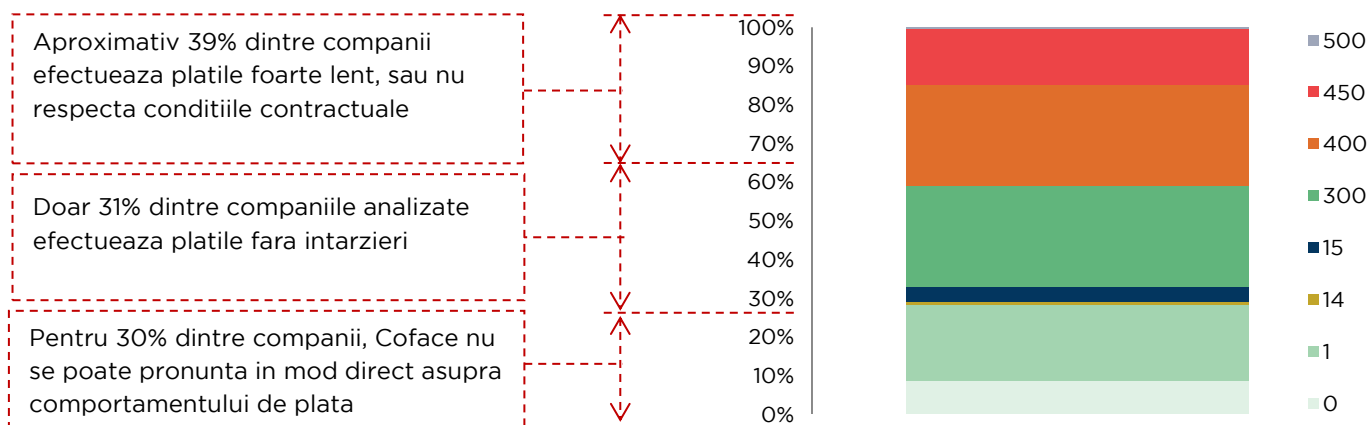 Aproximativ 39% dintre companii
efectueaza platile foarte lent, sau nu
respecta conditiile contractuale
Doar 31% dintre companiile analizate
efectueaza platile fara intarzieri
Pentru 30% dintre companii, Coface nu
se poate pronunta in mod direct asupra
comportamentului de plata
100%
90%
80%
70%
60%
50%
40%
30%
20%
10%
0%
500
450
400
300
15
14
1
0